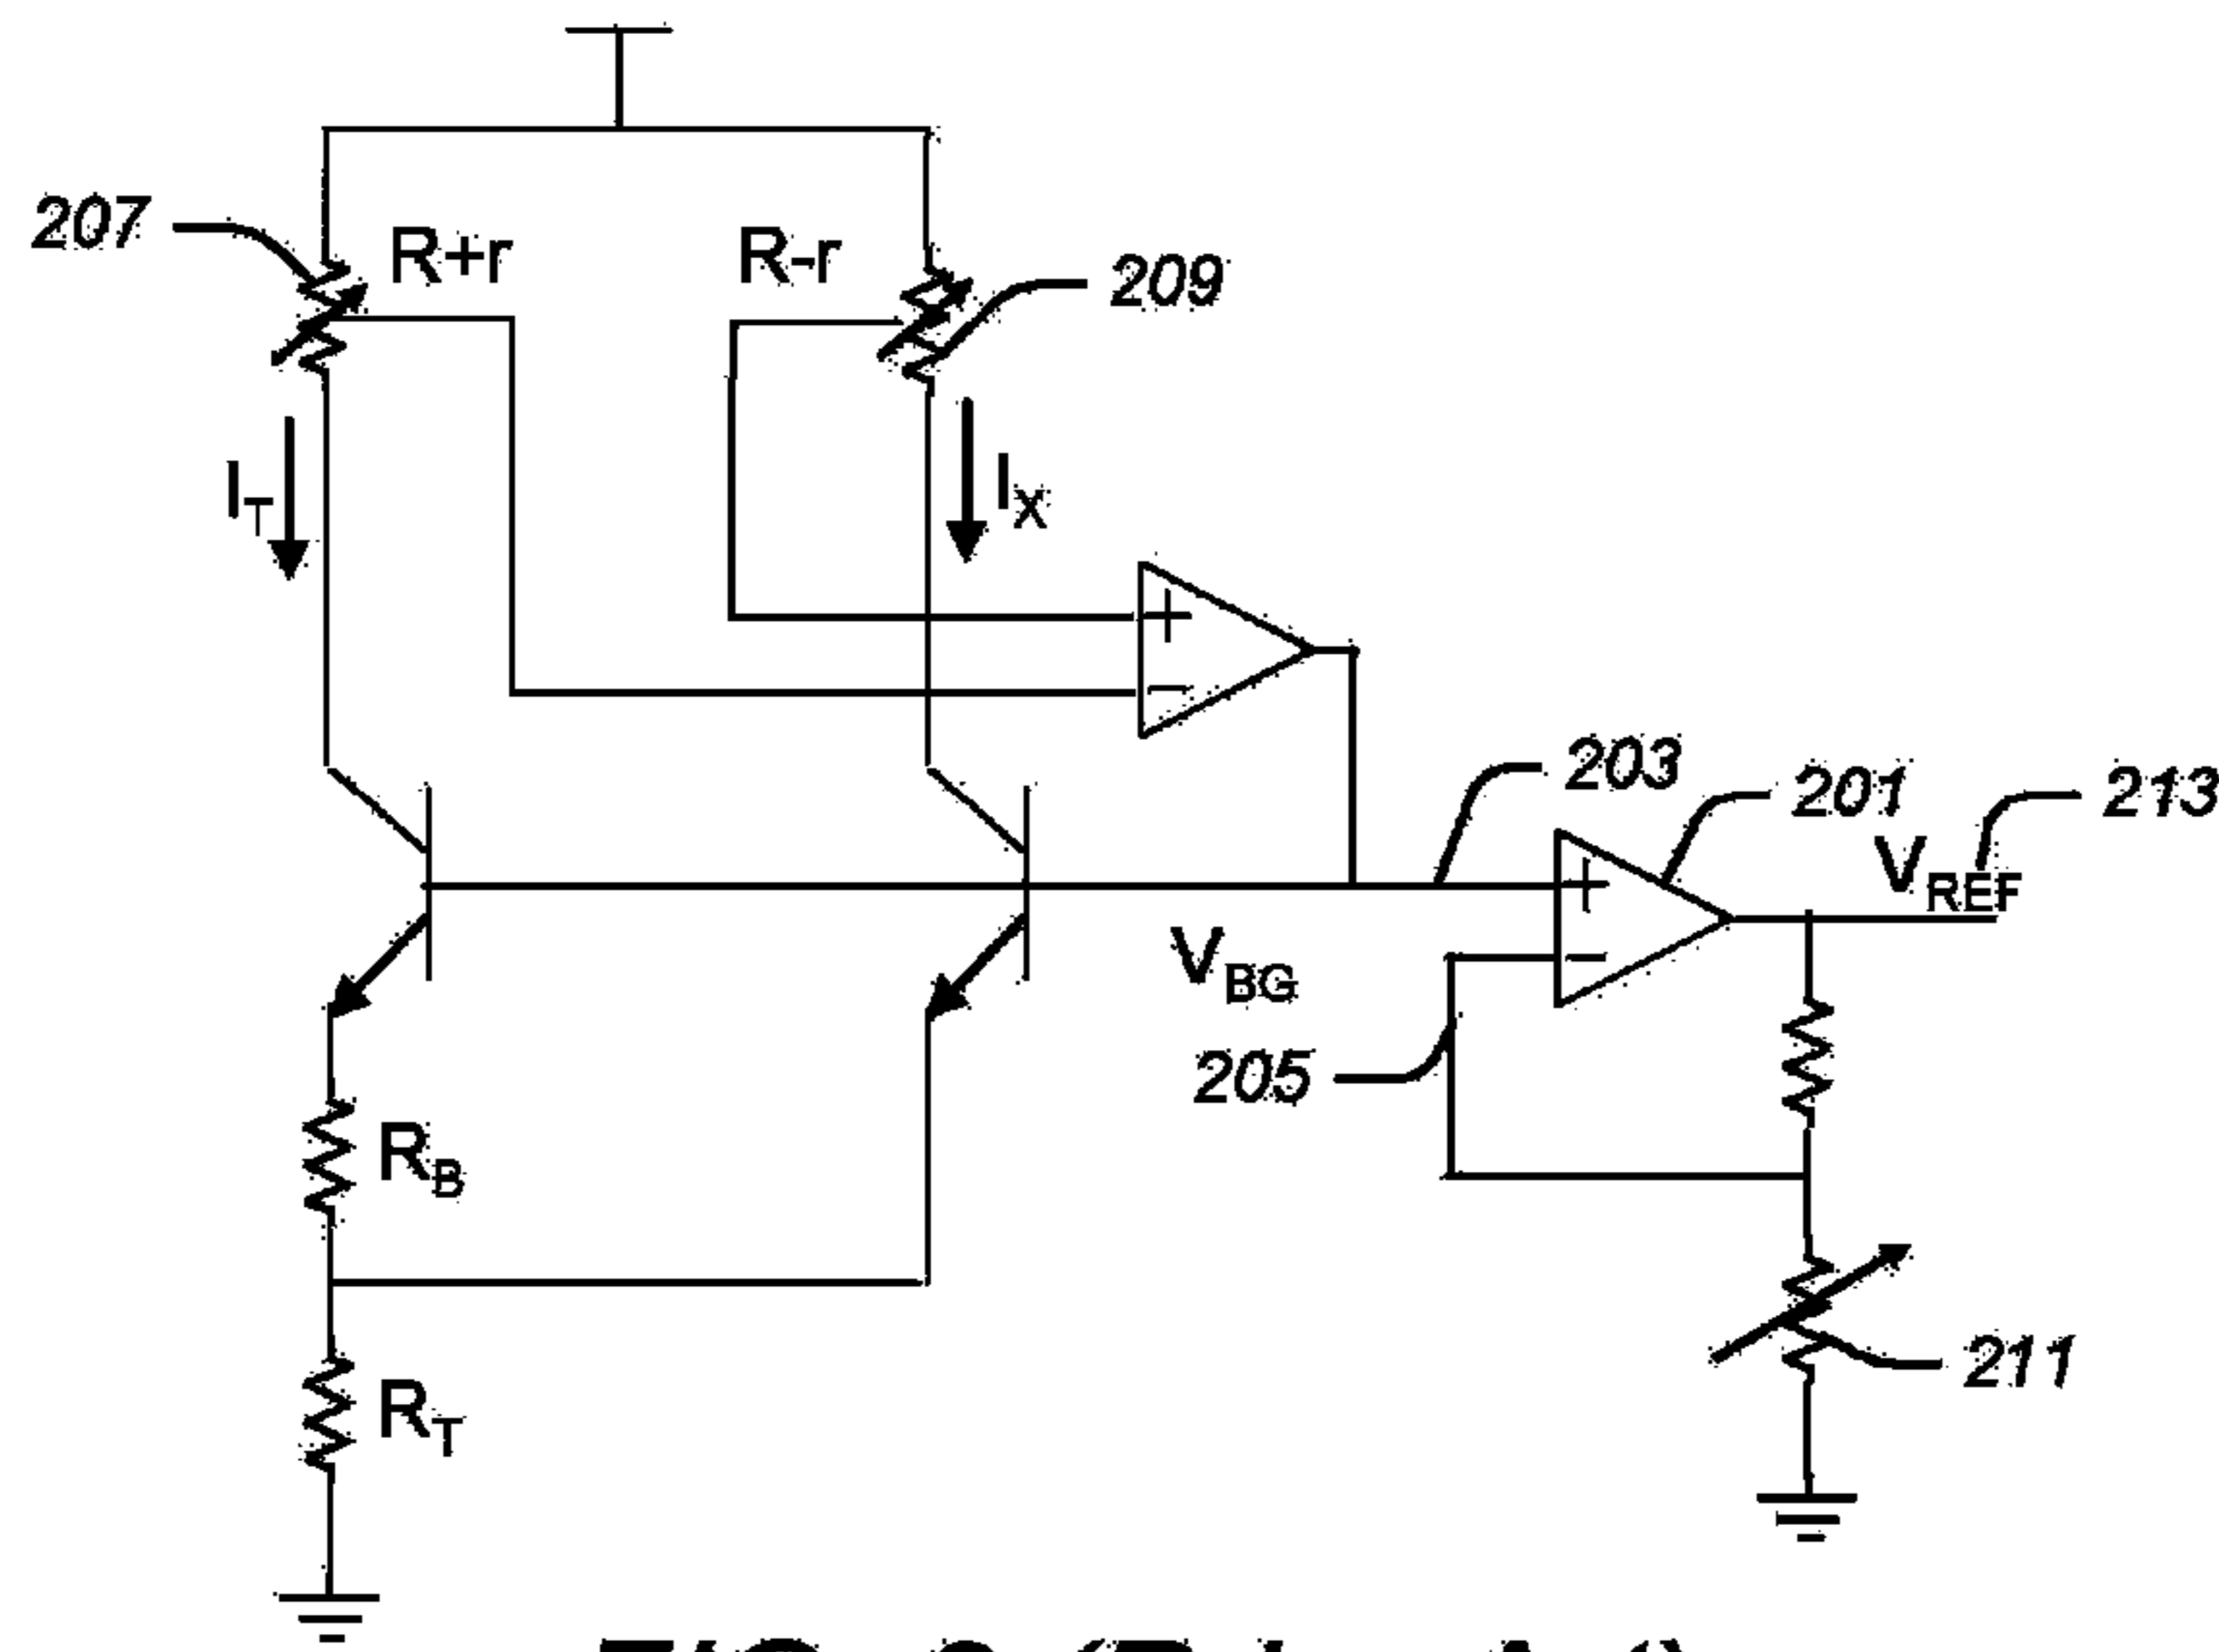 207
R+r
R-r
209
I_T
I_X
+
−
203
201
213
V_REF
+
−
V_BG
205
R_B
211
R_T